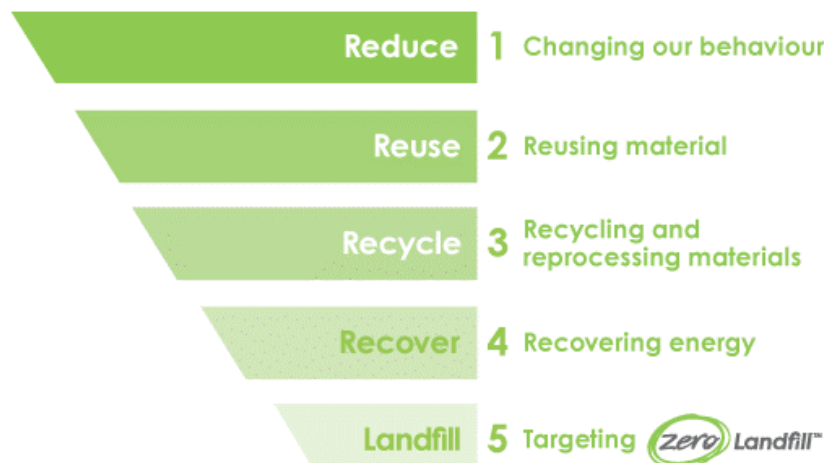 Reduce 1 Changing our behaviour
Reuse 2 Reusing material
Recycle 3 Recycling and
reprocessing materials
Recover 4 Recovering energy
Landfill 5 Targeting zero Landfill™